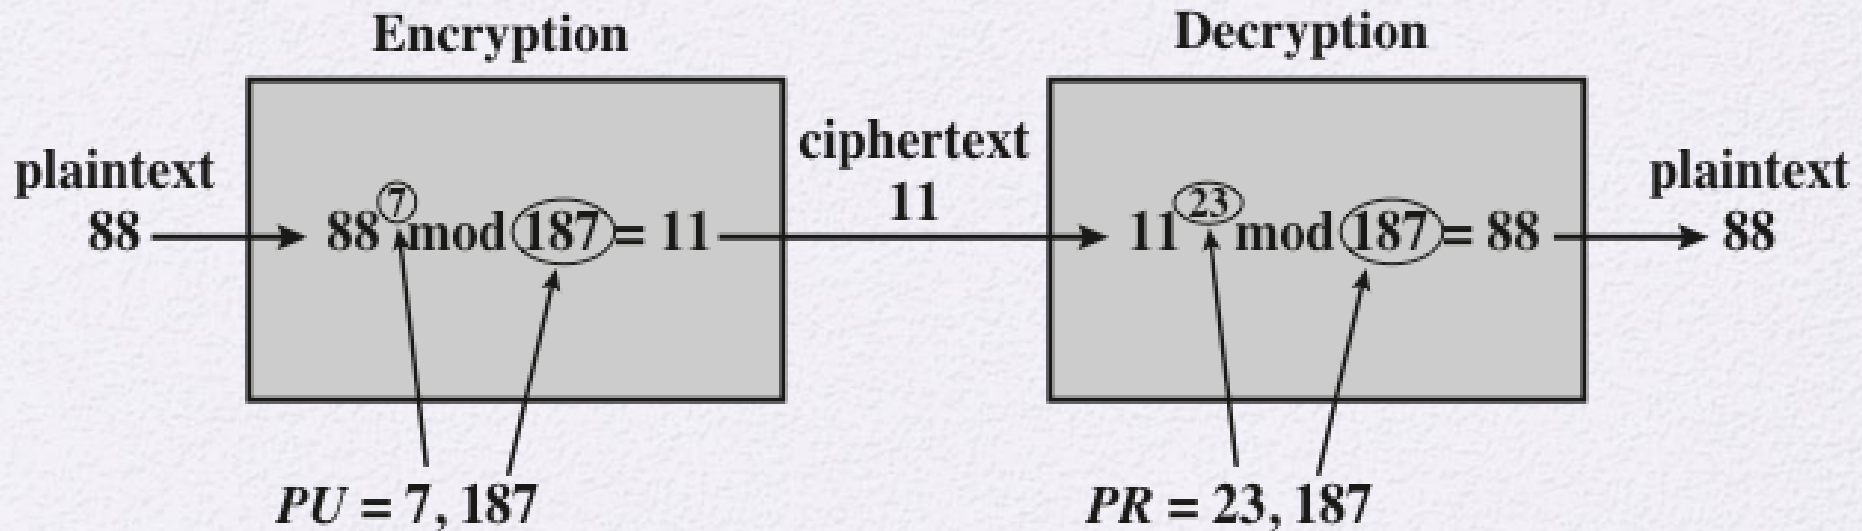 Encryption
Decryption
plaintext
88
88^7 mod 187 = 11
ciphertext
11
11^23 mod 187 = 88
plaintext
88
PU = 7, 187
PR = 23, 187